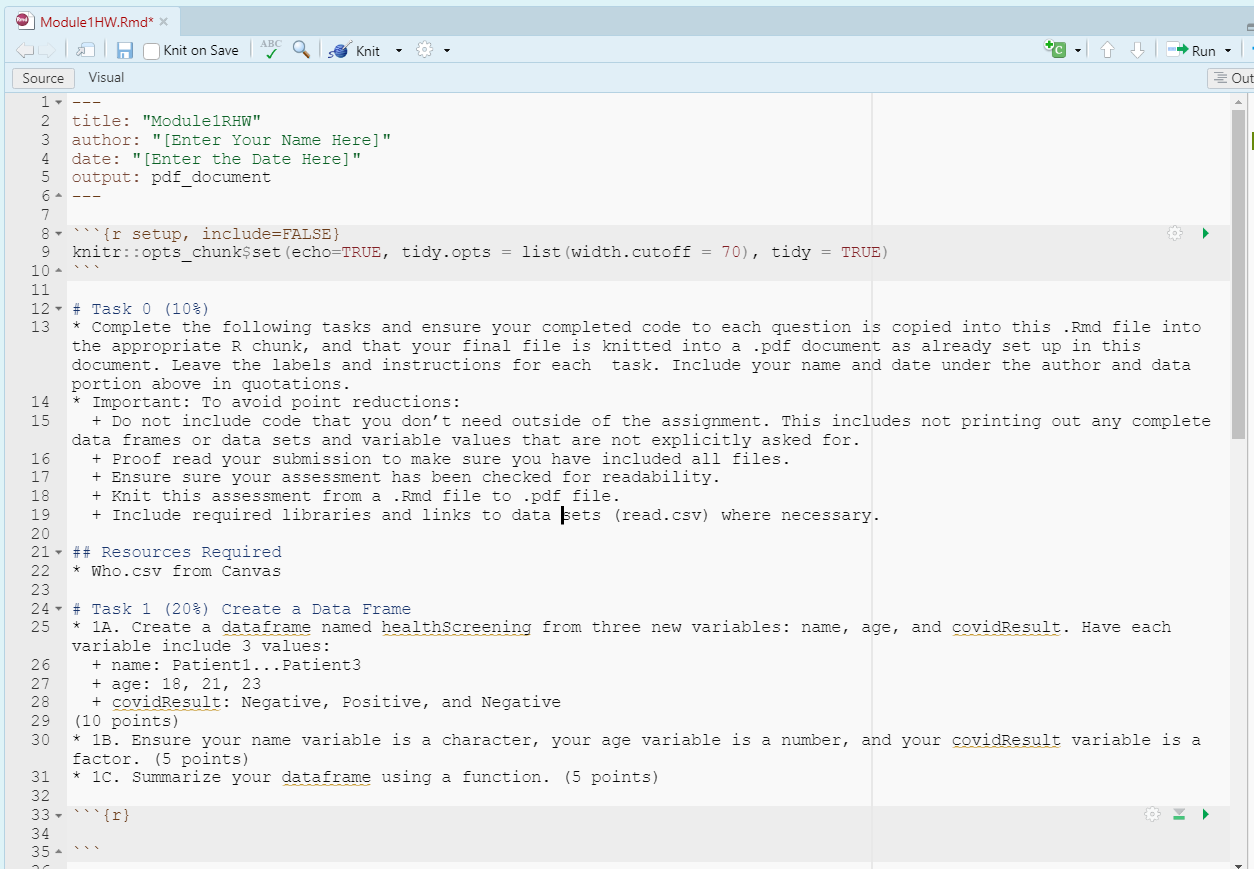 Module1HW.Rmd* ×
Knit on Save ABC Knit C Run
Source Visual Out
1 ---
2 title: "Module1RHW"
3 author: "[Enter Your Name Here]"
4 date: "[Enter the Date Here]"
5 output: pdf_document
6 ---
7
8 ```{r setup, include=FALSE}
9 knitr::opts_chunk$set(echo=TRUE, tidy.opts = list(width.cutoff = 70), tidy = TRUE)
10 ```
11
12 # Task 0 (10%)
13 * Complete the following tasks and ensure your completed code to each question is copied into this .Rmd file into
the appropriate R chunk, and that your final file is knitted into a .pdf document as already set up in this
document. Leave the labels and instructions for each  task. Include your name and date under the author and data
portion above in quotations.
14 * Important: To avoid point reductions:
15   + Do not include code that you don’t need outside of the assignment. This includes not printing out any complete
data frames or data sets and variable values that are not explicitly asked for.
16   + Proof read your submission to make sure you have included all files.
17   + Ensure sure your assessment has been checked for readability.
18   + Knit this assessment from a .Rmd file to .pdf file.
19   + Include required libraries and links to data sets (read.csv) where necessary.
20
21 ## Resources Required
22 * Who.csv from Canvas
23
24 # Task 1 (20%) Create a Data Frame
25 * 1A. Create a dataframe named healthScreening from three new variables: name, age, and covidResult. Have each
variable include 3 values:
26   + name: Patient1...Patient3
27   + age: 18, 21, 23
28   + covidResult: Negative, Positive, and Negative
29 (10 points)
30 * 1B. Ensure your name variable is a character, your age variable is a number, and your covidResult variable is a
factor. (5 points)
31 * 1C. Summarize your dataframe using a function. (5 points)
32
33 ```{r}
34
35 ```